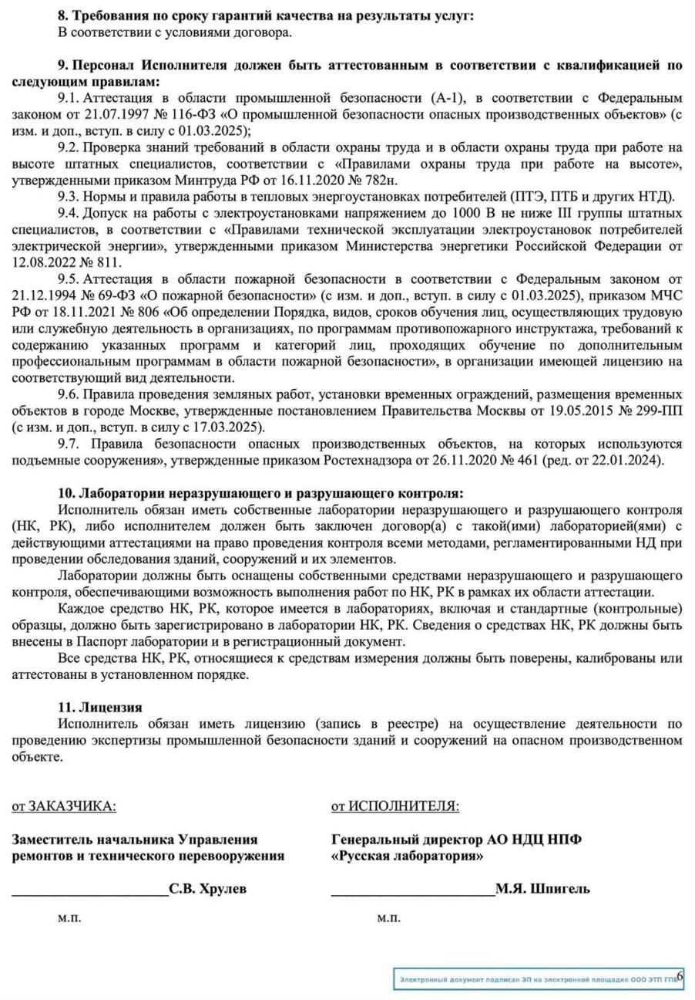 8. Требования по сроку гарантий качества на результаты услуг:
В соответствии с условиями договора.
9. Персонал Исполнителя должен быть аттестованным в соответствии с квалификацией по
следующим правилам:
9.1. Аттестация в области промышленной безопасности (А-1), в соответствии с Федеральным
законом от 21.07.1997 № 116-ФЗ «О промышленной безопасности опасных производственных объектов» (с
изм. и доп., вступ. в силу с 01.03.2025);
9.2. Проверка знаний требований в области охраны труда и в области охраны труда при работе на
высоте штатных специалистов, соответствии с «Правилами охраны труда при работе на высоте»,
утвержденными приказом Минтруда РФ от 16.11.2020 № 782н.
9.3. Нормы и правила работы в тепловых энергоустановках потребителей (ПТЭ, ПТБ и других НТД).
9.4. Допуск на работы с электроустановками напряжением до 1000 В не ниже III группы штатных
специалистов, в соответствии с «Правилами технической эксплуатации электроустановок потребителей
электрической энергии», утвержденными приказом Министерства энергетики Российской Федерации от
12.08.2022 № 811.
9.5. Аттестация в области пожарной безопасности в соответствии с Федеральным законом от
21.12.1994 № 69-ФЗ «О пожарной безопасности» (с изм. и доп., вступ. в силу с 01.03.2025), приказом МЧС
РФ от 18.11.2021 № 806 «Об определении Порядка, видов, сроков обучения лиц, осуществляющих трудовую
или служебную деятельность в организациях, по программам противопожарного инструктажа, требований к
содержанию указанных программ и категорий лиц, проходящих обучение по дополнительным
профессиональным программам в области пожарной безопасности», в организации имеющей лицензию на
соответствующий вид деятельности.
9.6. Правила проведения земляных работ, установки временных ограждений, размещения временных
объектов в городе Москве, утвержденные постановлением Правительства Москвы от 19.05.2015 № 299-ПП
(с изм. и доп., вступ. в силу с 17.03.2025).
9.7. Правила безопасности опасных производственных объектов, на которых используются
подъемные сооружения», утвержденные приказом Ростехнадзора от 26.11.2020 № 461 (ред. от 22.01.2024).
10. Лаборатории неразрушающего и разрушающего контроля:
Исполнитель обязан иметь собственные лаборатории неразрушающего и разрушающего контроля
(НК, РК), либо исполнителем должен быть заключен договор(а) с такой(ими) лабораторией(ями) с
действующими аттестациями на право проведения контроля всеми методами, регламентированными НД при
проведении обследования зданий, сооружений и их элементов.
Лаборатории должны быть оснащены собственными средствами неразрушающего и разрушающего
контроля, обеспечивающими возможность выполнения работ по НК, РК в рамках их области аттестации.
Каждое средство НК, РК, которое имеется в лабораториях, включая и стандартные (контрольные)
образцы, должно быть зарегистрировано в лаборатории НК, РК. Сведения о средствах НК, РК должны быть
внесены в Паспорт лаборатории и в регистрационный документ.
Все средства НК, РК, относящиеся к средствам измерения должны быть поверены, калиброваны или
аттестованы в установленном порядке.
11. Лицензия
Исполнитель обязан иметь лицензию (запись в реестре) на осуществление деятельности по
проведению экспертизы промышленной безопасности зданий и сооружений на опасном производственном
объекте.
от ЗАКАЗЧИКА:
Заместитель начальника Управления
ремонтов и технического перевооружения
С.В. Хрулев
м.п.
от ИСПОЛНИТЕЛЯ:
Генеральный директор АО НДЦ НПФ
«Русская лаборатория»
М.Я. Шпигель
м.п.
6
Электронный документ подписан ЭП на электронной площадке ООО ЭТП ГПБ